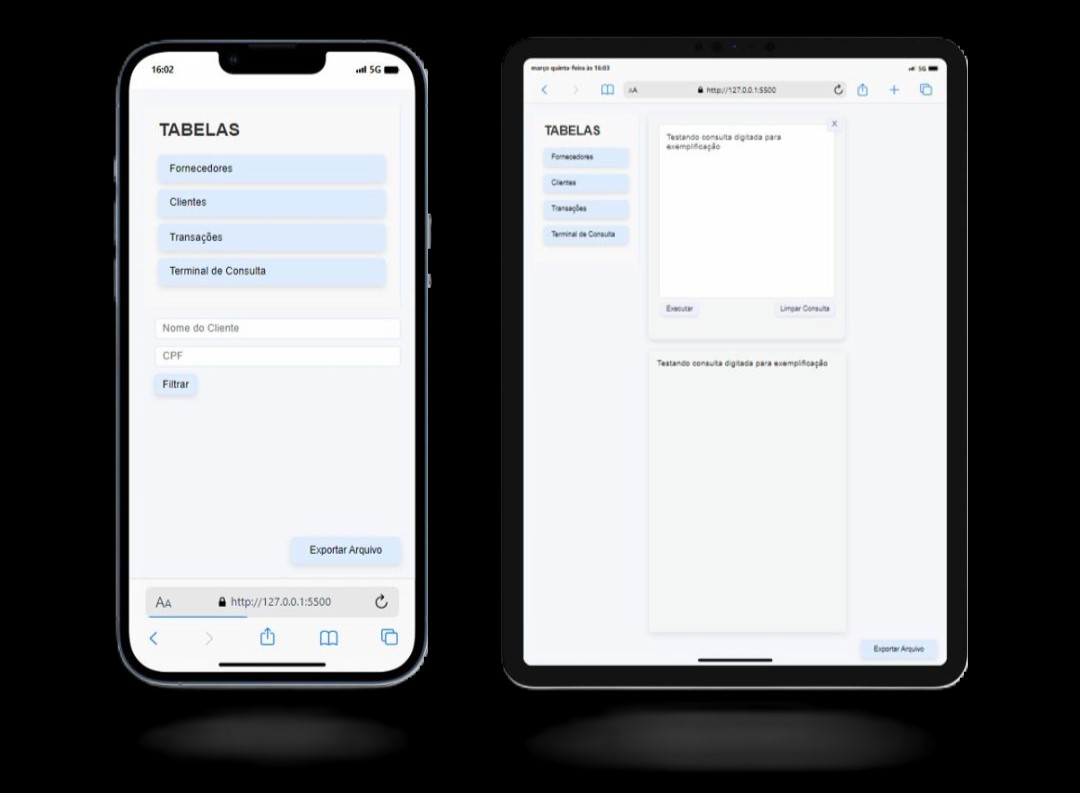 16:02
5G
TABELAS
Fornecedores
Clientes
Transações
Terminal de Consulta
Nome do Cliente
CPF
Filtrar
Exportar Arquivo
AA
http://127.0.0.1:5500
março quinta-feira às 16:03
5G
AA
http://127.0.0.1:5500
TABELAS
Fornecedores
Clientes
Transações
Terminal de Consulta
X
Testando consulta digitada para
exemplificação
Executar
Limpar Consulta
Testando consulta digitada para exemplificação
Exportar Arquivo